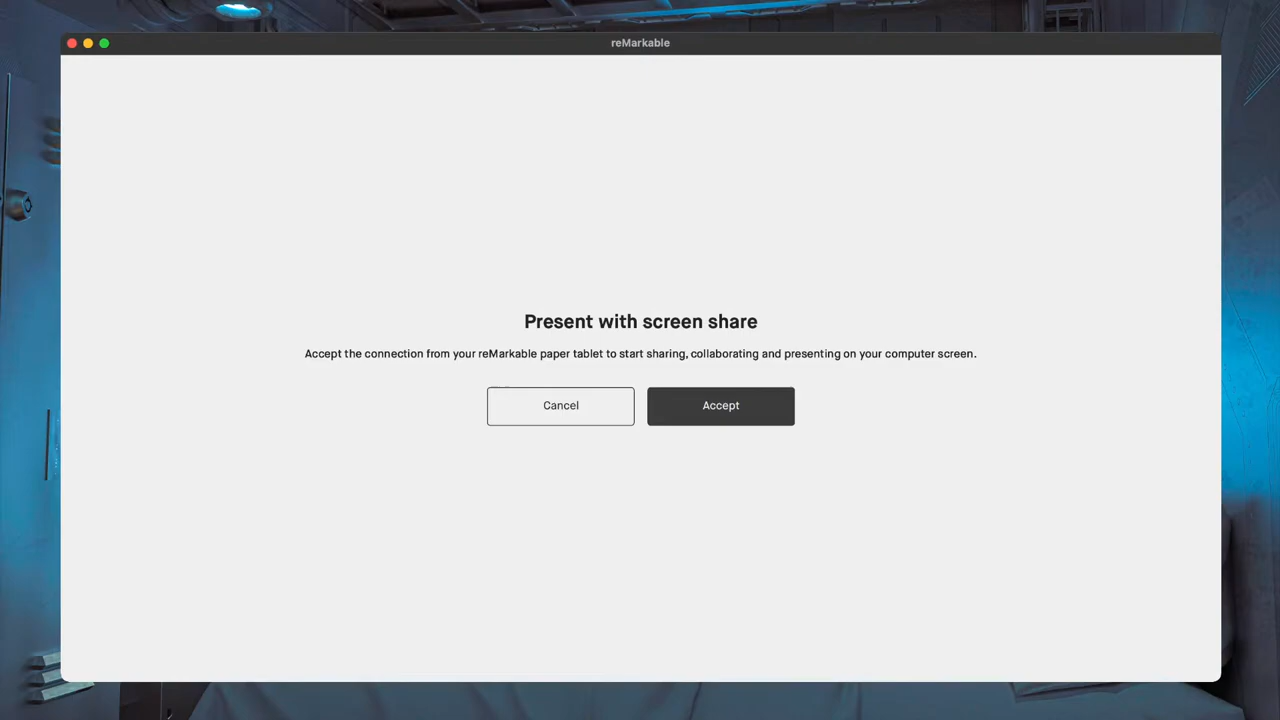 reMarkable
Present with screen share
Accept the connection from your reMarkable paper tablet to start sharing, collaborating and presenting on your computer screen.
Cancel
Accept